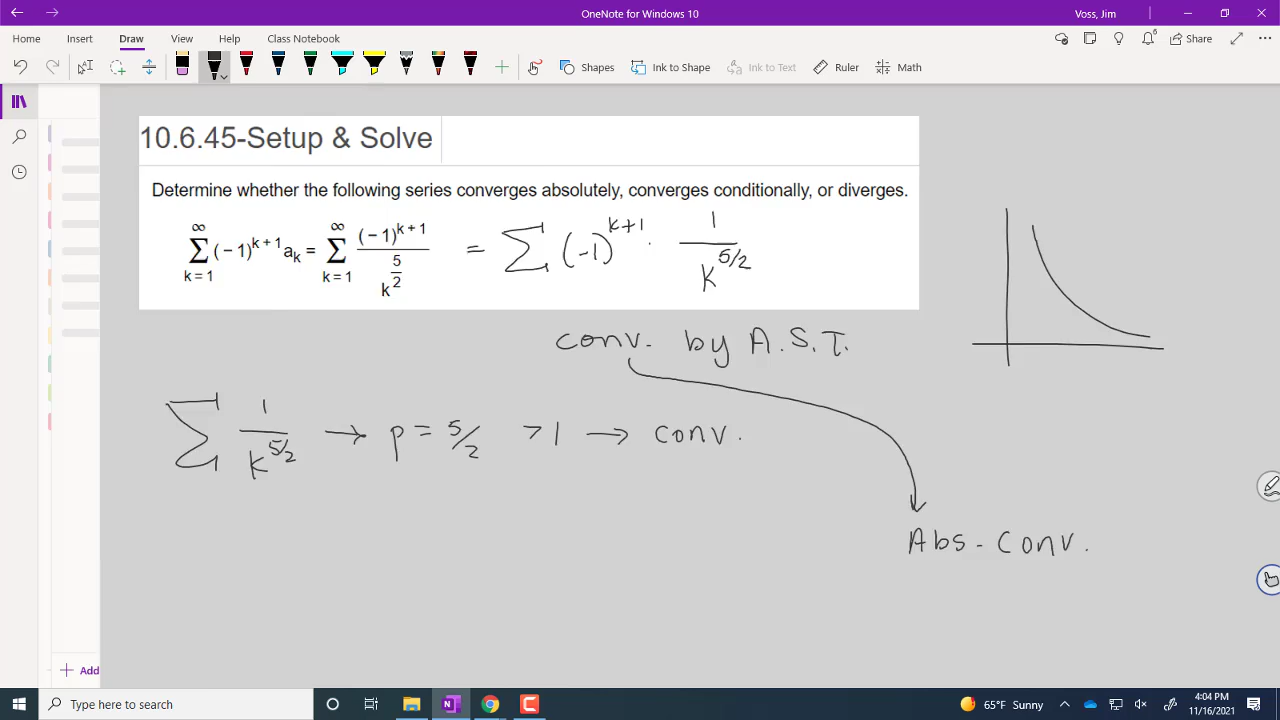 OneNote for Windows 10
Voss, Jim
Home Insert Draw View Help Class Notebook
Share
Shapes Ink to Shape Ink to Text Ruler Math
10.6.45-Setup & Solve
Determine whether the following series converges absolutely, converges conditionally, or diverges.
∞ ∑ k = 1 (−1)^{k+1} a_k = ∞ ∑ k = 1 (−1)^{k+1} / k^{5/2} = ∑ (-1)^{k+1} · 1 / k^{5/2}
conv. by A.S.T.
∑ 1 / k^{5/2} → p = 5/2 > 1 → conv.
Abs - Conv.
Add
Type here to search
65°F Sunny
4:04 PM
11/16/2021
6